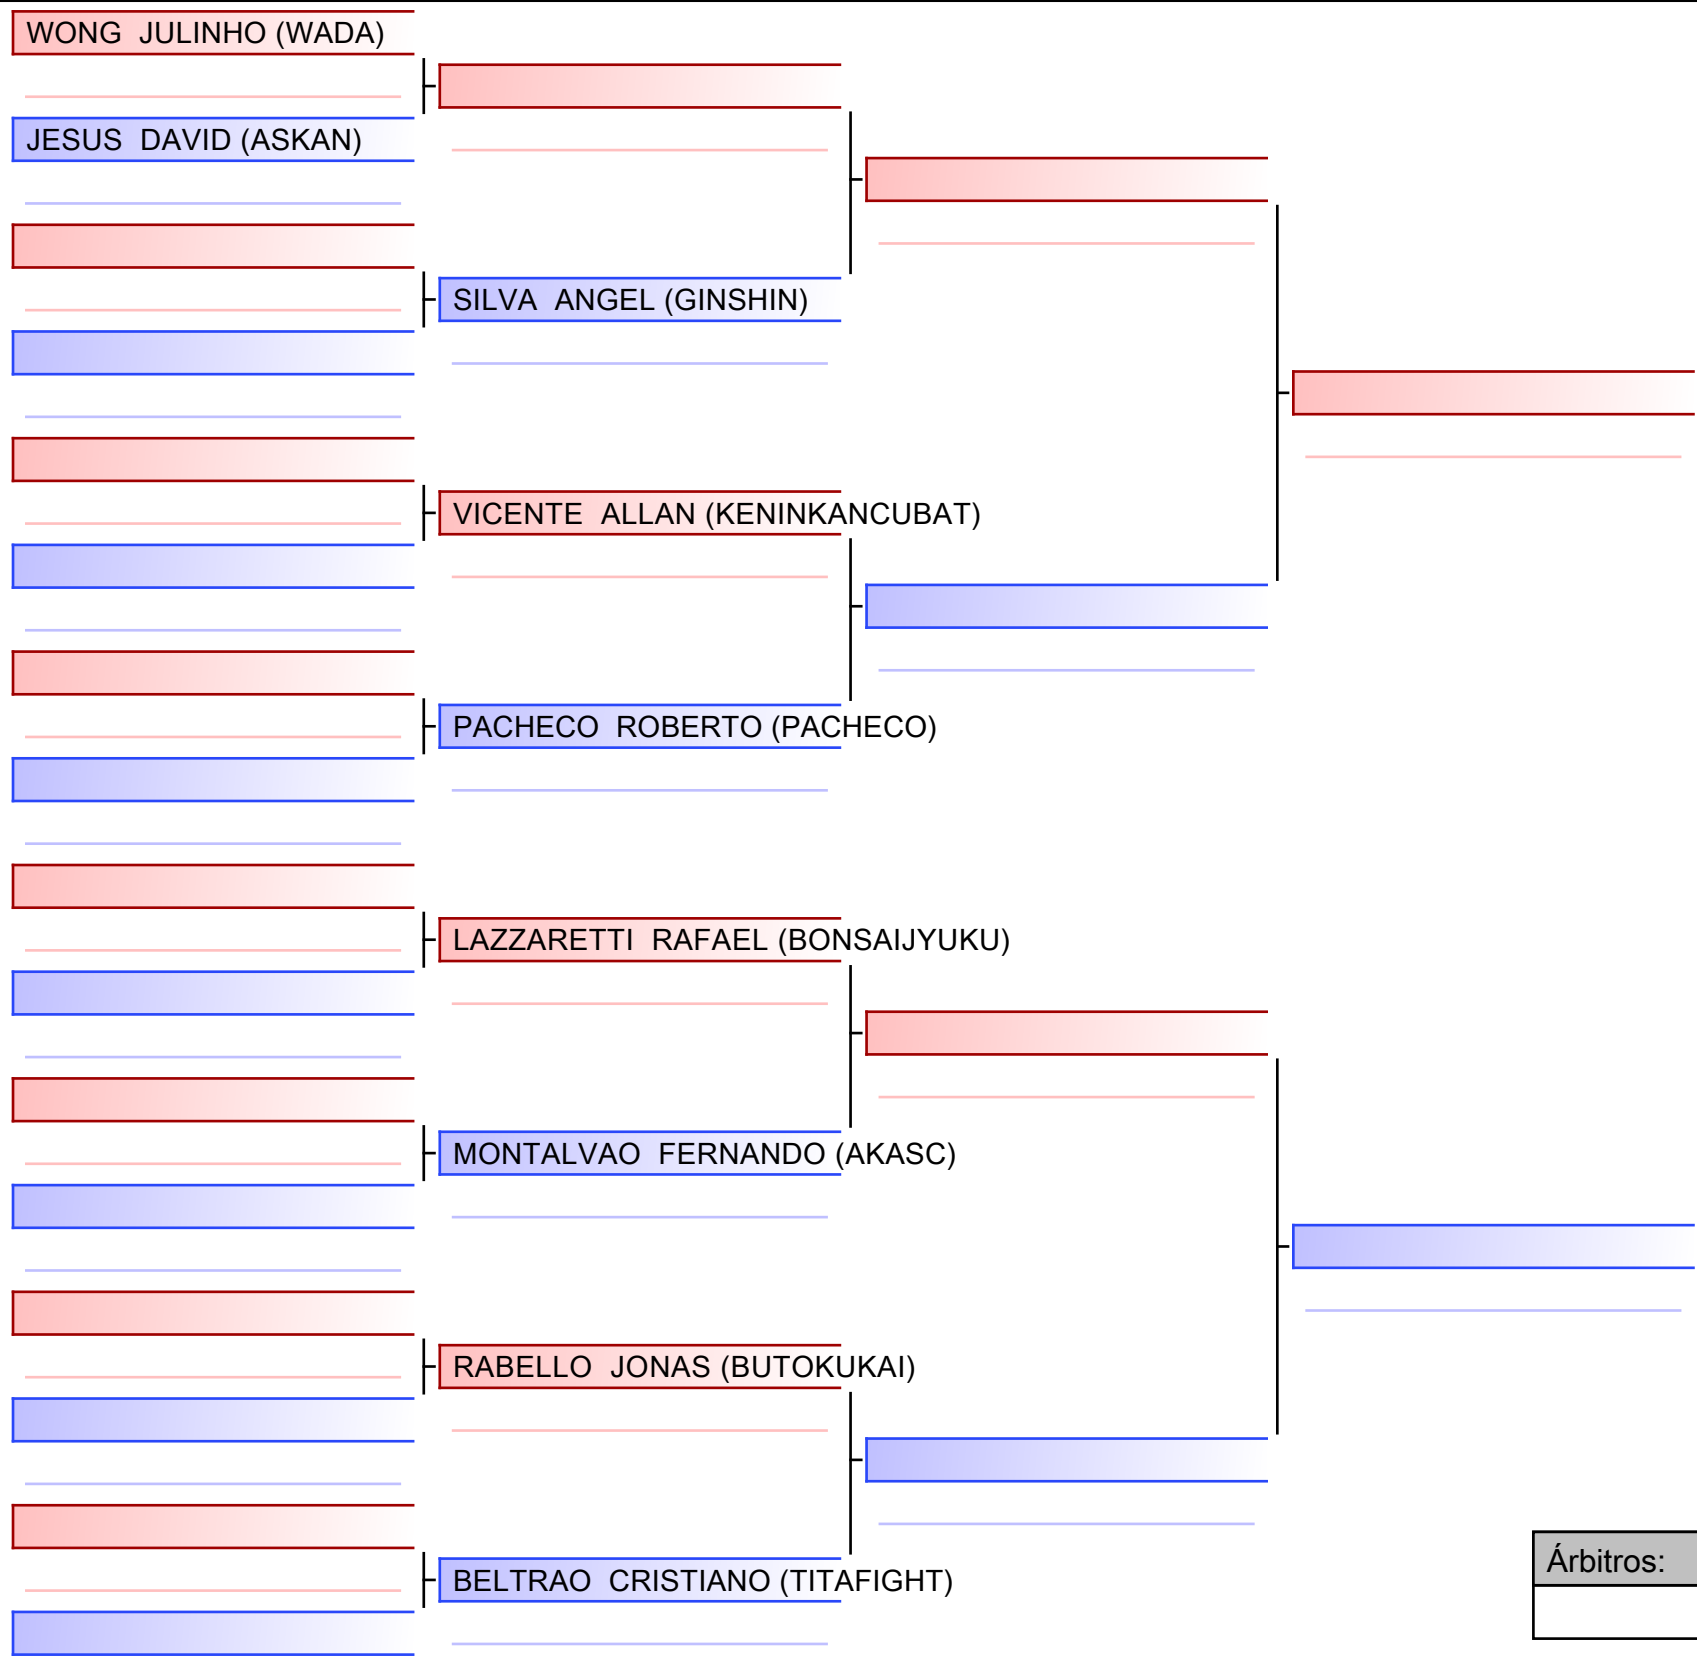 WONG  JULINHO (WADA)
JESUS  DAVID (ASKAN)
SILVA  ANGEL (GINSHIN)
VICENTE  ALLAN (KENINKANCUBAT)
PACHECO  ROBERTO (PACHECO)
LAZZARETTI  RAFAEL (BONSAIJYUKU)
MONTALVAO  FERNANDO (AKASC)
RABELLO  JONAS (BUTOKUKAI)
BELTRAO  CRISTIANO (TITAFIGHT)
Árbitros: